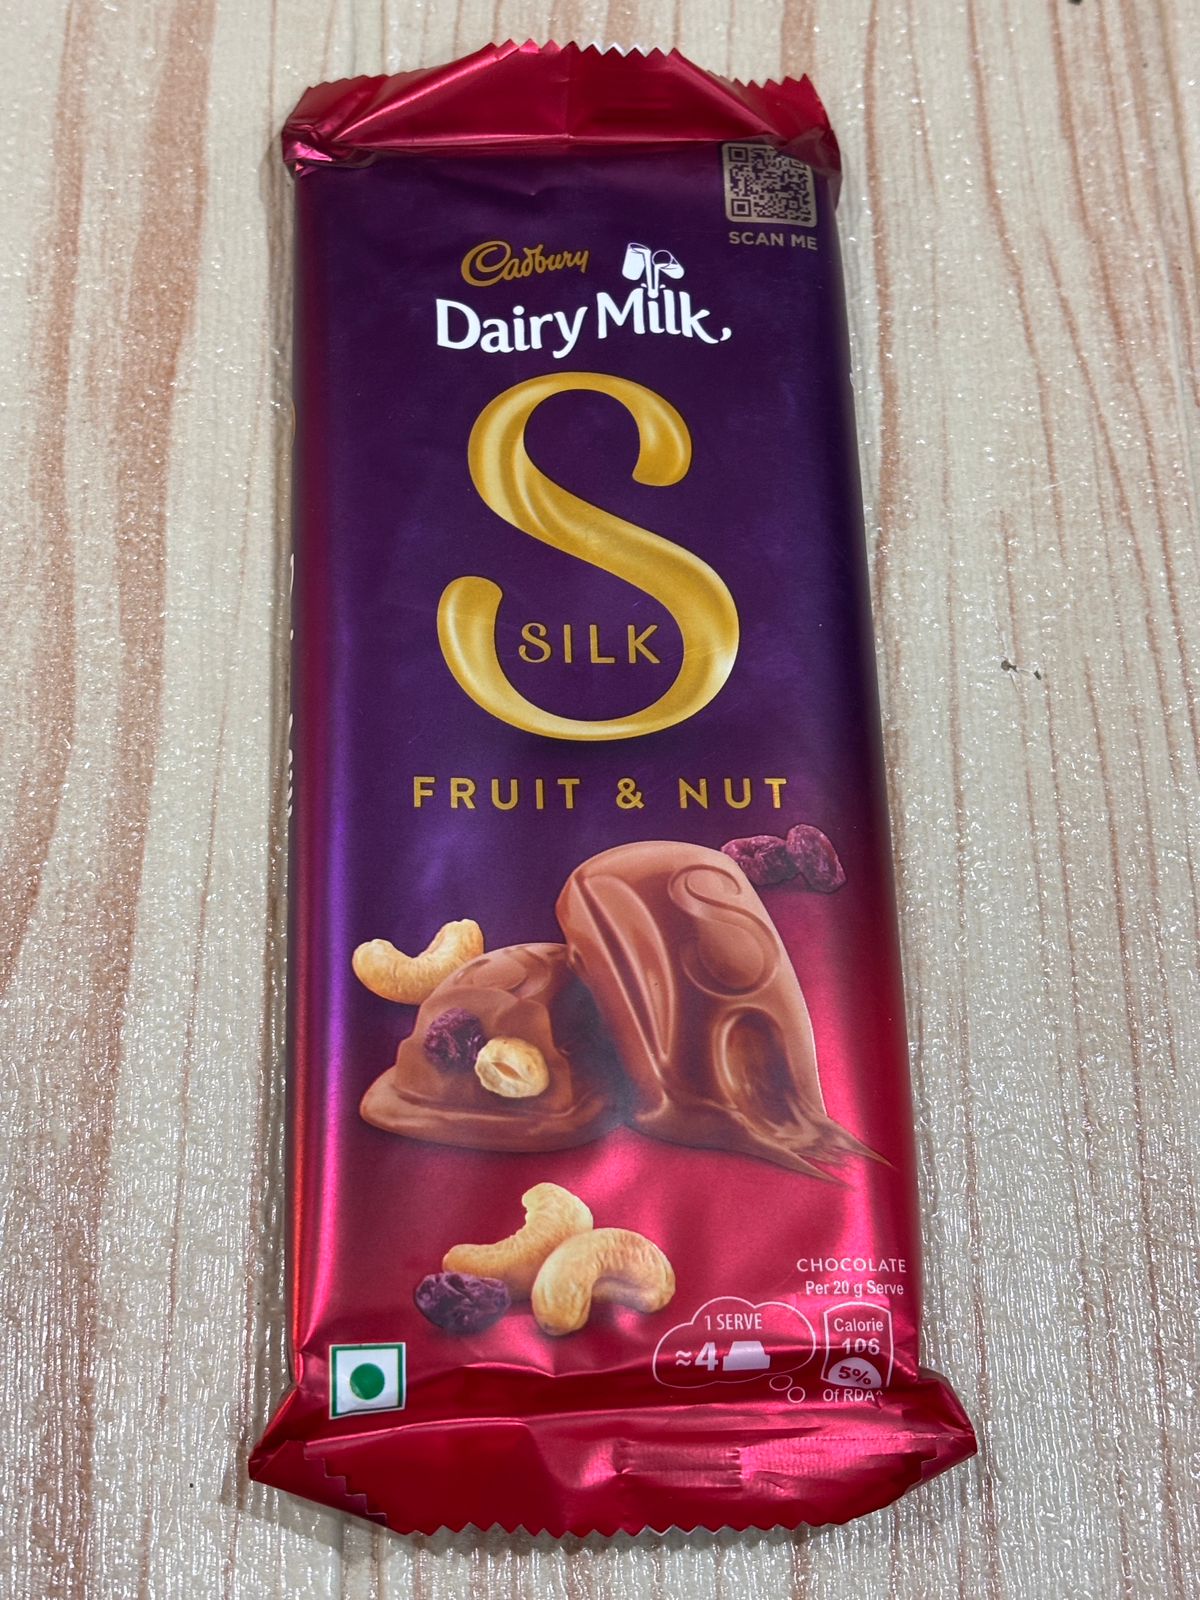 SCAN ME
Cadbury
Dairy Milk
SILK
FRUIT & NUT
CHOCOLATE
Per 20 g Serve
1 SERVE
≈4
Calorie
106
5%
Of RDA^